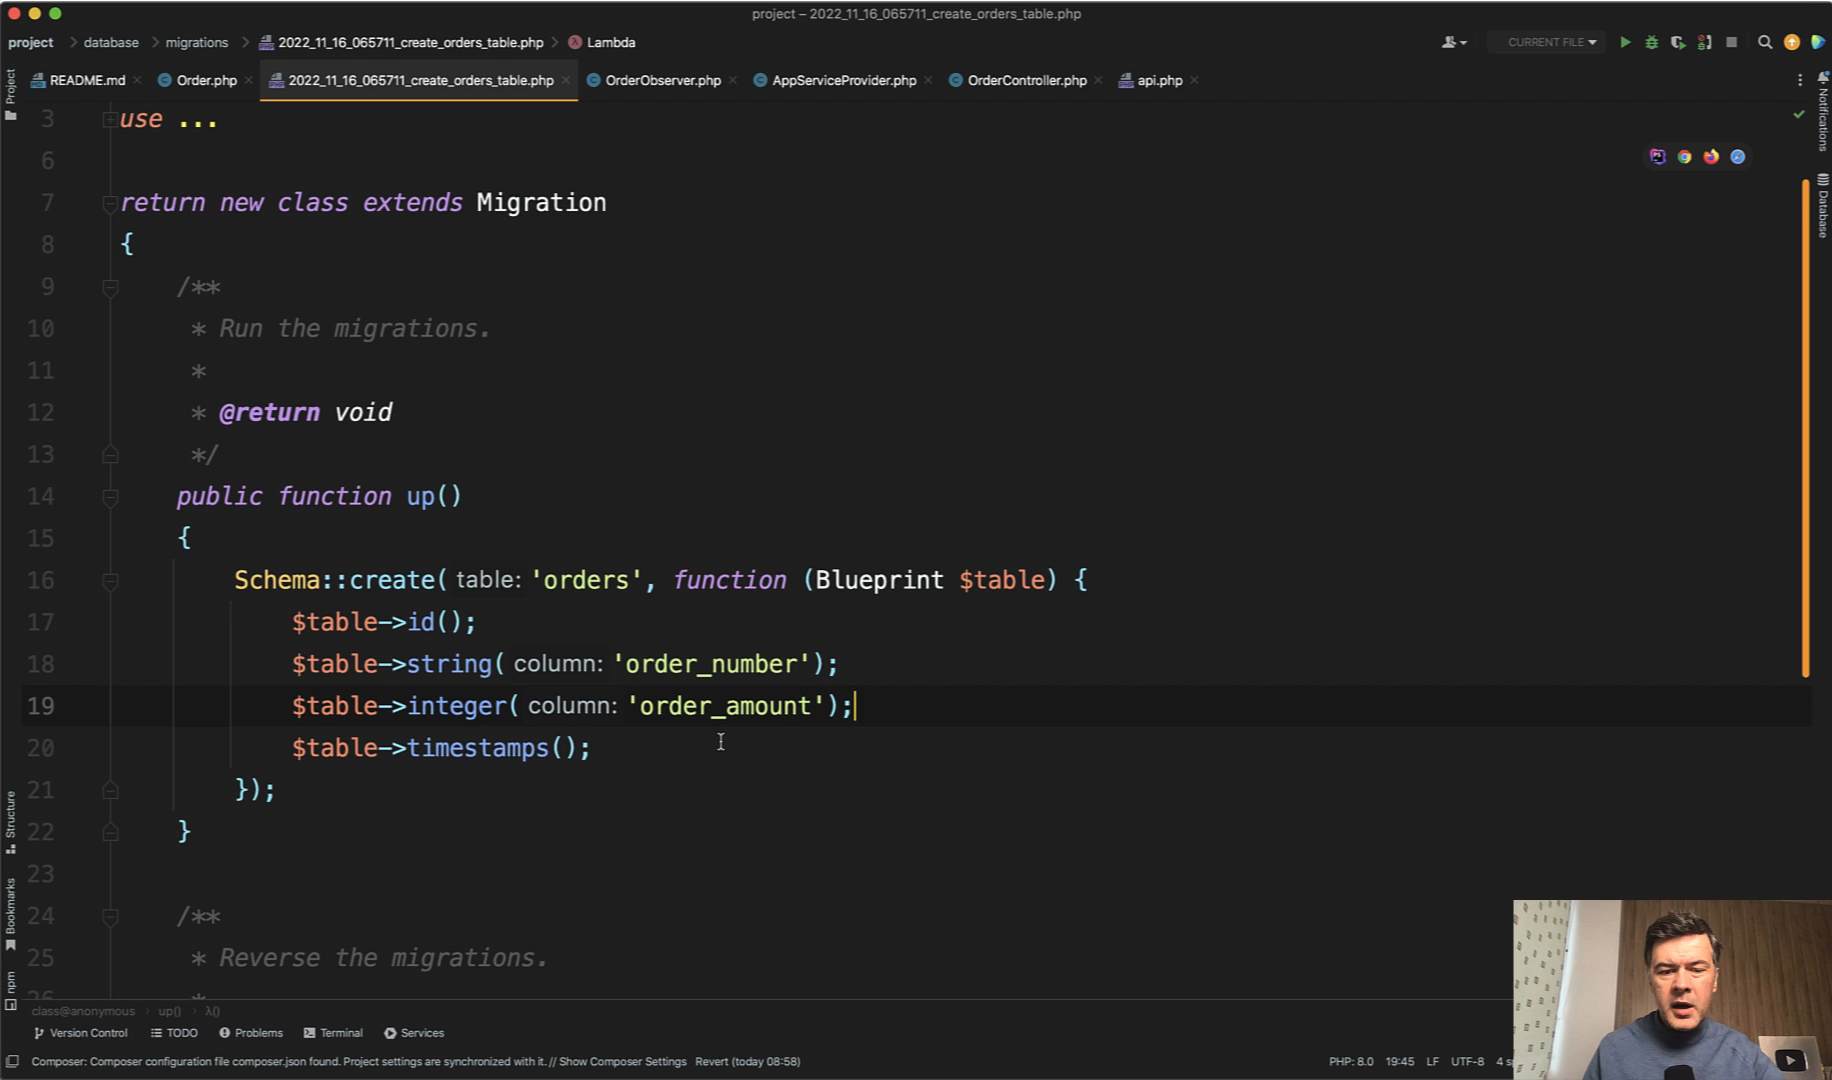 project – 2022_11_16_065711_create_orders_table.php
project database migrations 2022_11_16_065711_create_orders_table.php Lambda
CURRENT FILE
README.md Order.php 2022_11_16_065711_create_orders_table.php OrderObserver.php AppServiceProvider.php OrderController.php api.php
Project
Notifications
Database
3 use ...
6
7 return new class extends Migration
8 {
9 /**
10 * Run the migrations.
11 *
12 * @return void
13 */
14 public function up()
15 {
16 Schema::create( table: 'orders', function (Blueprint $table) {
17 $table->id();
18 $table->string( column: 'order_number');
19 $table->integer( column: 'order_amount');
20 $table->timestamps();
21 });
22 }
23
24 /**
25 * Reverse the migrations.
26 *
Structure
Bookmarks
npm
class@anonymous up() λ()
Version Control TODO Problems Terminal Services
Composer: Composer configuration file composer.json found. Project settings are synchronized with it. // Show Composer Settings Revert (today 08:58)
PHP: 8.0 19:45 LF UTF-8 4